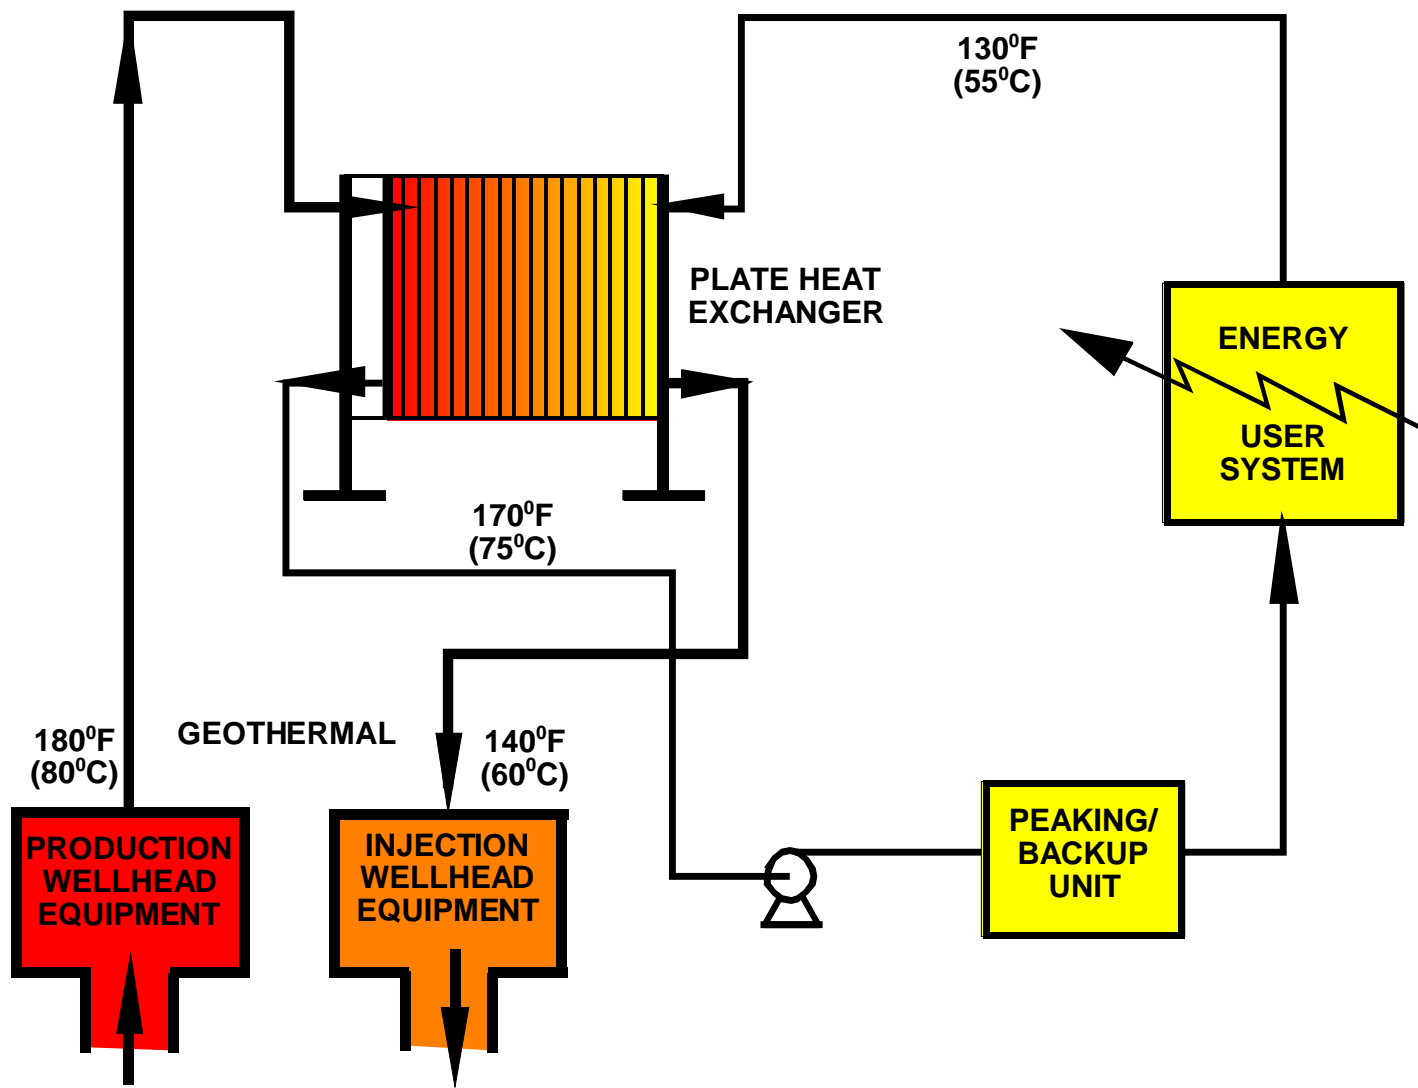 130⁰F
(55⁰C)
PLATE HEAT
EXCHANGER
ENERGY
USER
SYSTEM
170⁰F
(75⁰C)
GEOTHERMAL
180⁰F
(80⁰C)
140⁰F
(60⁰C)
PRODUCTION
WELLHEAD
EQUIPMENT
INJECTION
WELLHEAD
EQUIPMENT
PEAKING/
BACKUP
UNIT